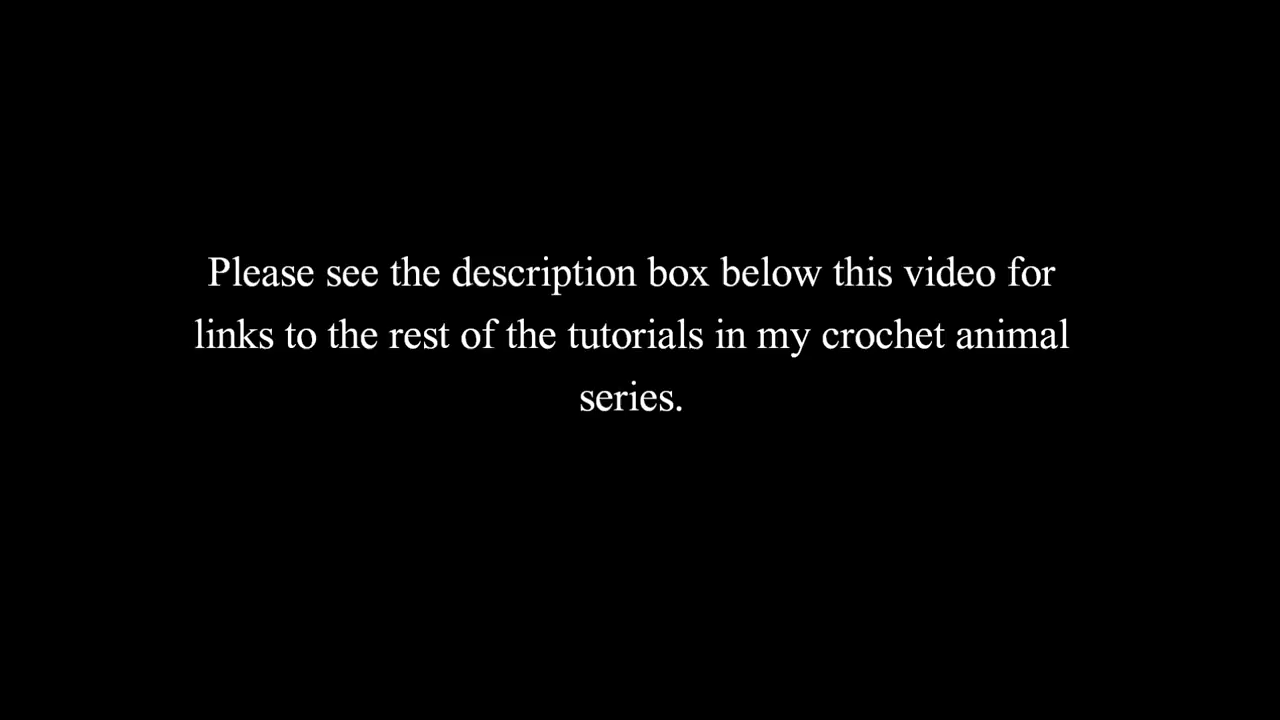 Please see the description box below this video for
links to the rest of the tutorials in my crochet animal
series.